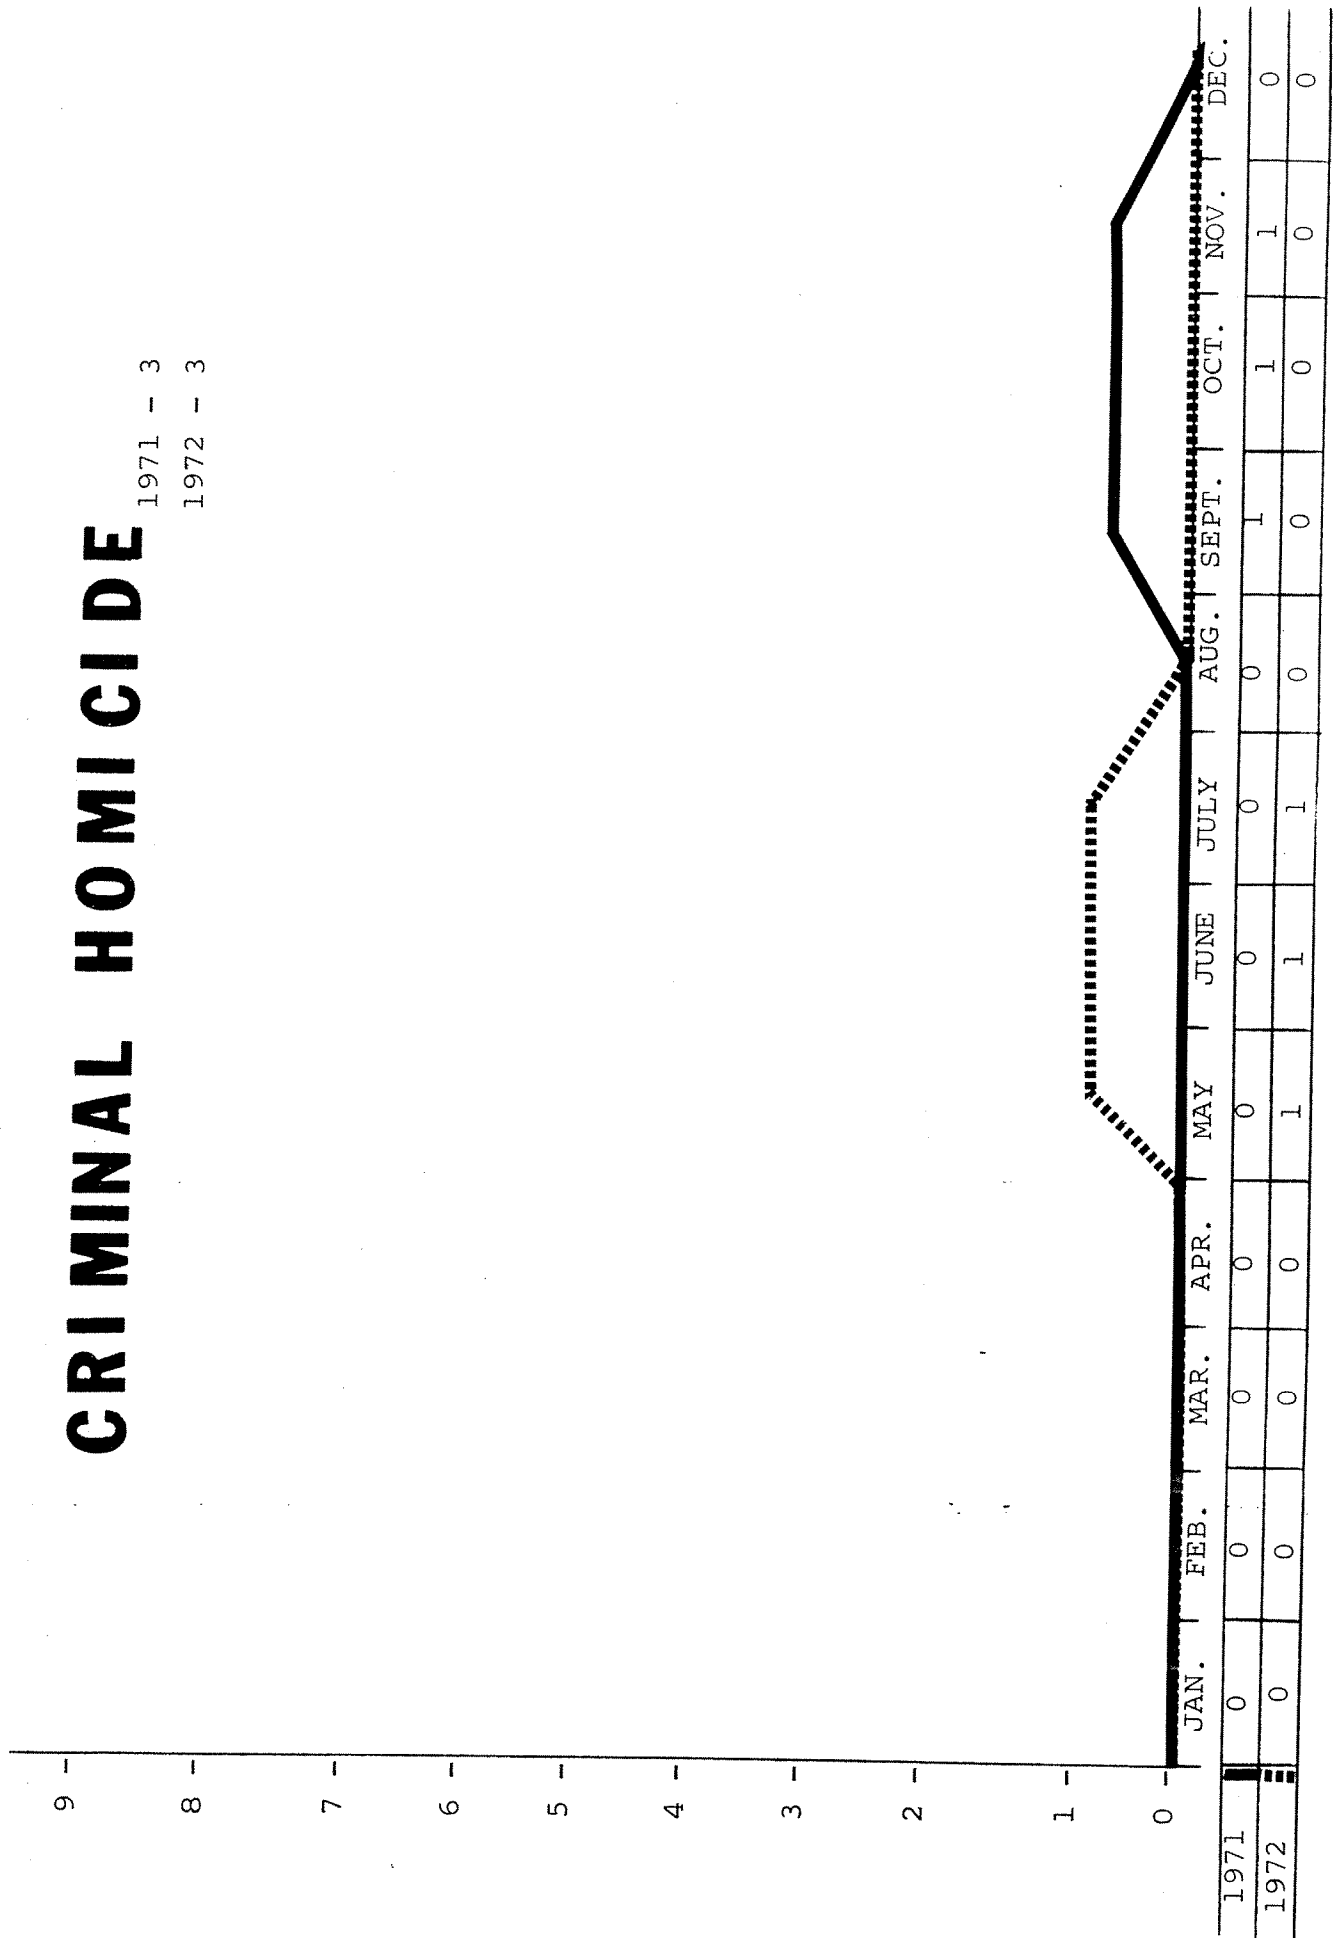 CRIMINAL HOMICIDE
1971 - 3
1972 - 3
9
8
7
6
5
4
3
2
1
0
JAN. FEB. MAR. APR. MAY JUNE JULY AUG. SEPT. OCT. NOV. DEC.
1971 0 0 0 0 0 0 0 0 1 1 1 0
1972 0 0 0 0 1 1 1 0 0 0 0 0